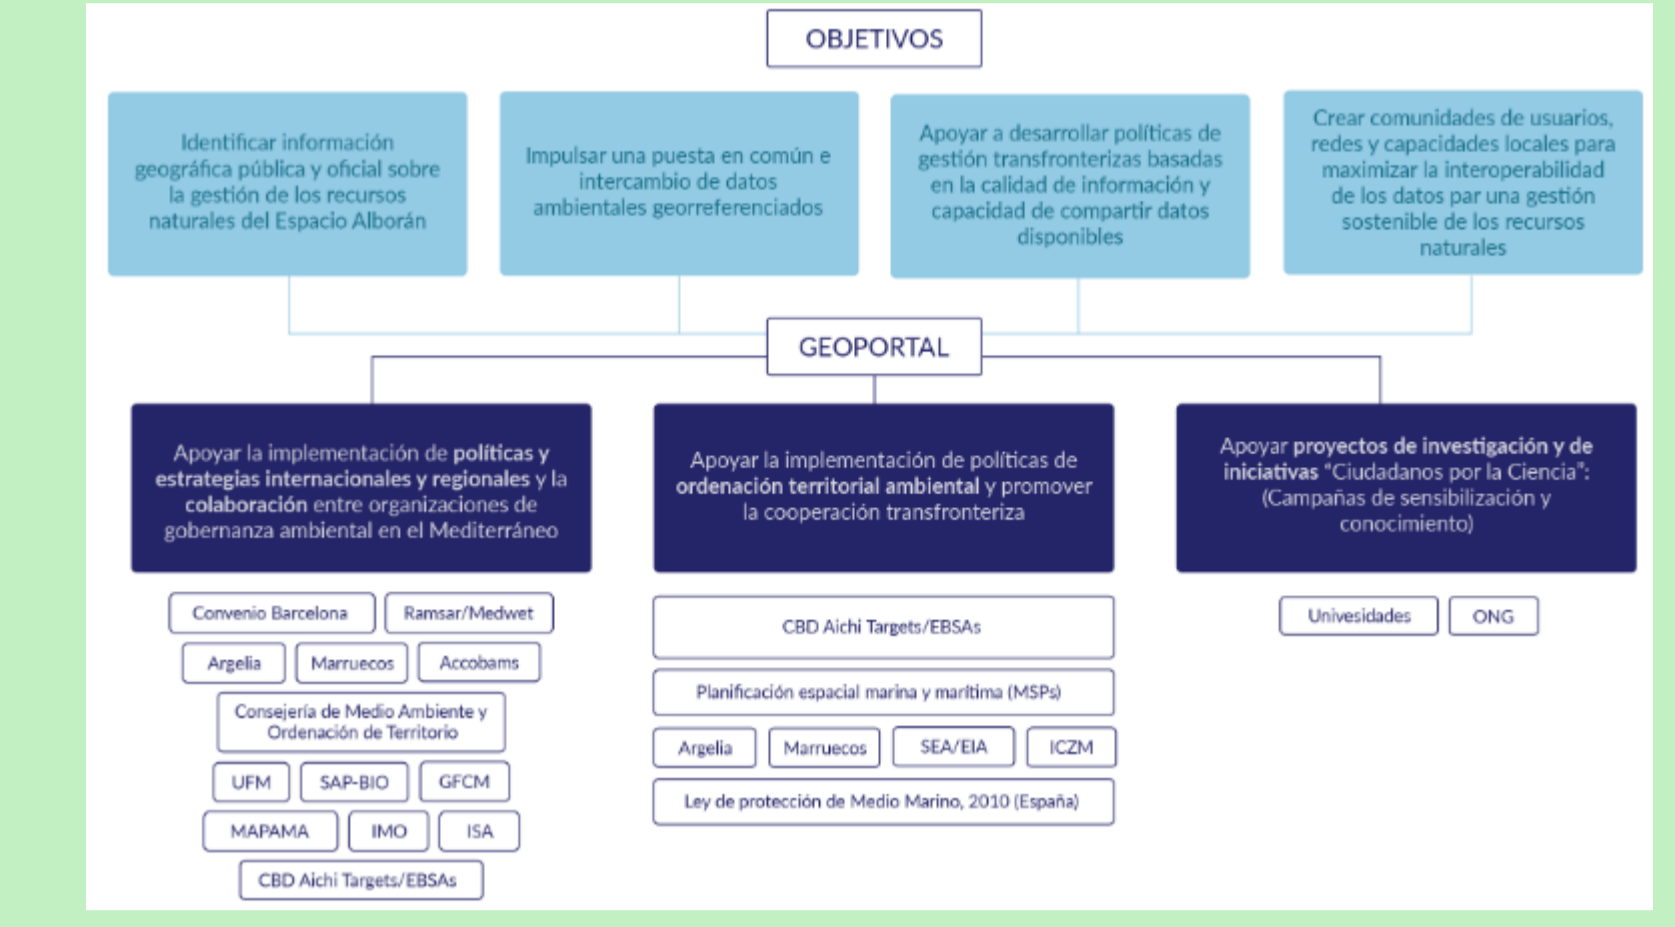 OBJETIVOS
Identificar información
geográfica pública y oficial sobre
la gestión de los recursos
naturales del Espacio Alborán
Impulsar una puesta en común e
intercambio de datos
ambientales georreferenciados
Apoyar a desarrollar políticas de
gestión transfronterizas basadas
en la calidad de información y
capacidad de compartir datos
disponibles
Crear comunidades de usuarios,
redes y capacidades locales para
maximizar la interoperabilidad
de los datos par una gestión
sostenible de los recursos
naturales
GEOPORTAL
Apoyar la implementación de políticas y
estrategias internacionales y regionales y la
colaboración entre organizaciones de
gobernanza ambiental en el Mediterráneo
Convenio Barcelona
Ramsar/Medwet
Argelia
Marruecos
Accobams
Consejería de Medio Ambiente y
Ordenación de Territorio
UFM
SAP-BIO
GFCM
MAPAMA
IMO
ISA
CBD Aichi Targets/EBSAs
Apoyar la implementación de políticas de
ordenación territorial ambiental y promover
la cooperación transfronteriza
CBD Aichi Targets/EBSAs
Planificación espacial marina y marítima (MSPs)
Argelia
Marruecos
SEA/EIA
ICZM
Ley de protección de Medio Marino, 2010 (España)
Apoyar proyectos de investigación y de
iniciativas “Ciudadanos por la Ciencia”:
(Campañas de sensibilización y
conocimiento)
Univesidades
ONG